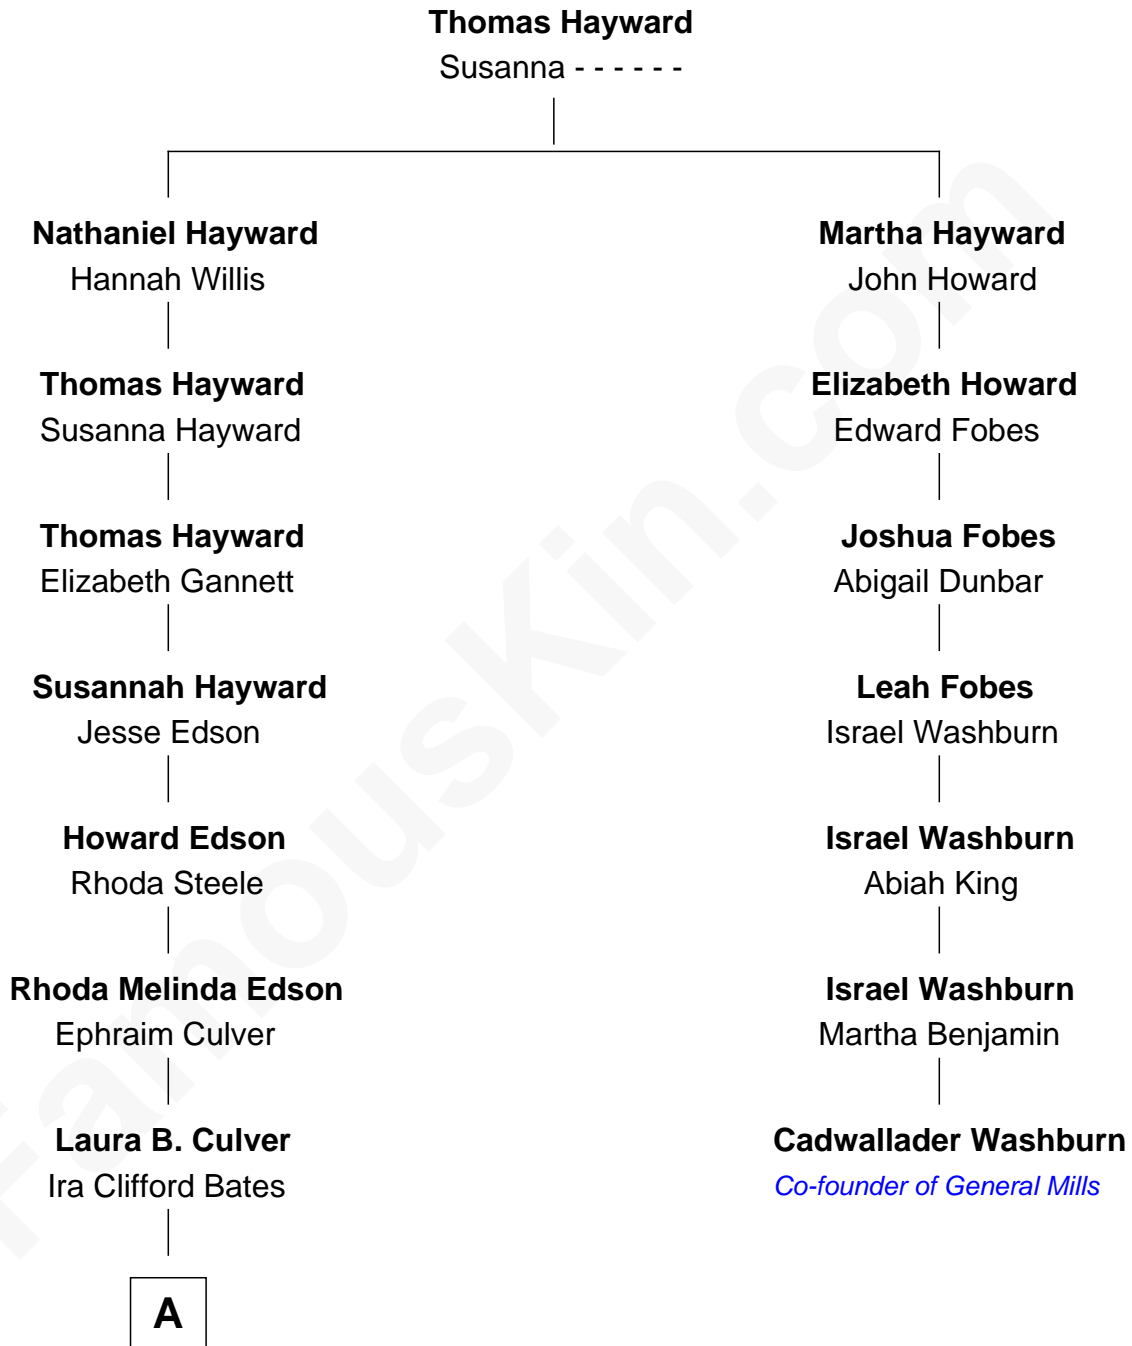 Thomas Hayward
Susanna - - - - - -
Nathaniel Hayward
Hannah Willis
Martha Hayward
John Howard
Thomas Hayward
Susanna Hayward
Elizabeth Howard
Edward Fobes
Thomas Hayward
Elizabeth Gannett
Joshua Fobes
Abigail Dunbar
Susannah Hayward
Jesse Edson
Leah Fobes
Israel Washburn
Howard Edson
Rhoda Steele
Israel Washburn
Abiah King
Rhoda Melinda Edson
Ephraim Culver
Israel Washburn
Martha Benjamin
Laura B. Culver
Ira Clifford Bates
Cadwallader Washburn
Co-founder of General Mills
A
FamousKin.com